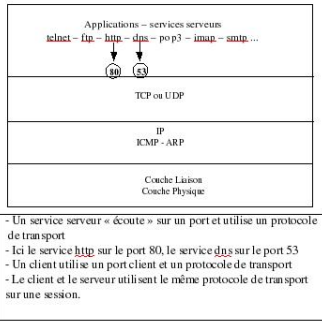 Applications – services serveurs
telnet – ftp – http – dns – pop3 – imap – smtp ...
80 53
TCP ou UDP
IP
ICMP - ARP
Couche Liaison
Couche Physique
- Un service serveur « écoute » sur un port et utilise un protocole
de transport
- Ici le service http sur le port 80, le service dns sur le port 53
- Un client utilise un port client et un protocole de transport
- Le client et le serveur utilisent le même protocole de transport
sur une session.